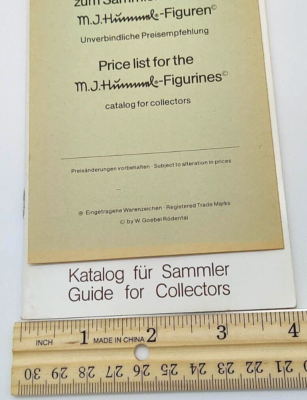 zum Sammler
M.J. Hummel®-Figuren©
Unverbindliche Preisempfehlung
Price list for the
M.J. Hummel®-Figurines©
catalog for collectors
Preisänderungen vorbehalten · Subject to alteration in prices
® Eingetragene Warenzeichen · Registered Trade Marks
© by W. Goebel Rödental
Katalog für Sammler
Guide for Collectors
INCH 1 MADE IN CHINA 2 3 4
30 29 28 27 26 25 24 23 22 21